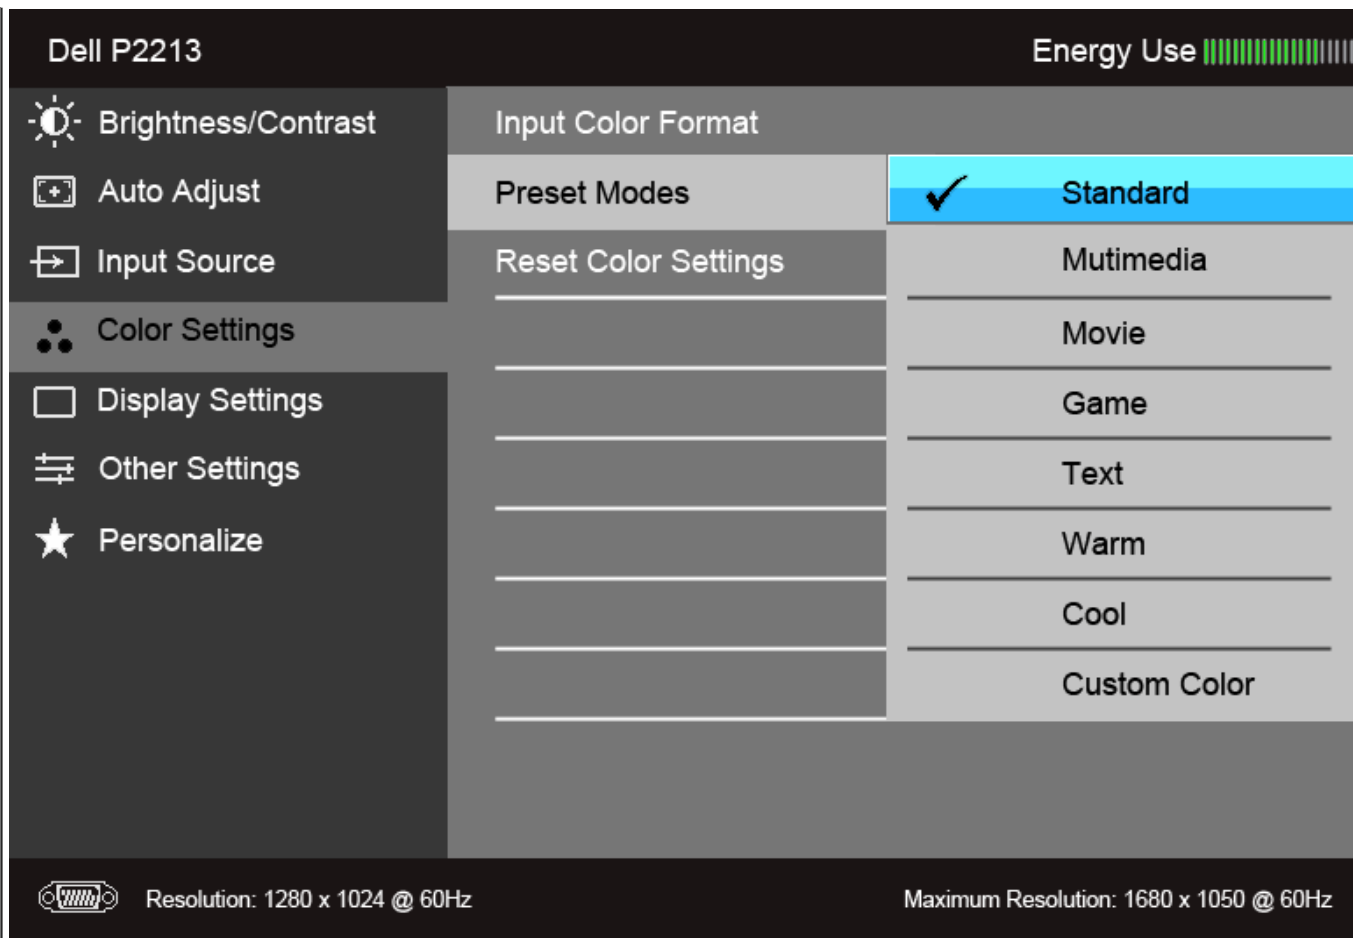 Dell P2213
Energy Use
Brightness/Contrast
Auto Adjust
Input Source
Color Settings
Display Settings
Other Settings
Personalize
Input Color Format
Preset Modes
Reset Color Settings
Standard
Mutimedia
Movie
Game
Text
Warm
Cool
Custom Color
Resolution: 1280 x 1024 @ 60Hz
Maximum Resolution: 1680 x 1050 @ 60Hz